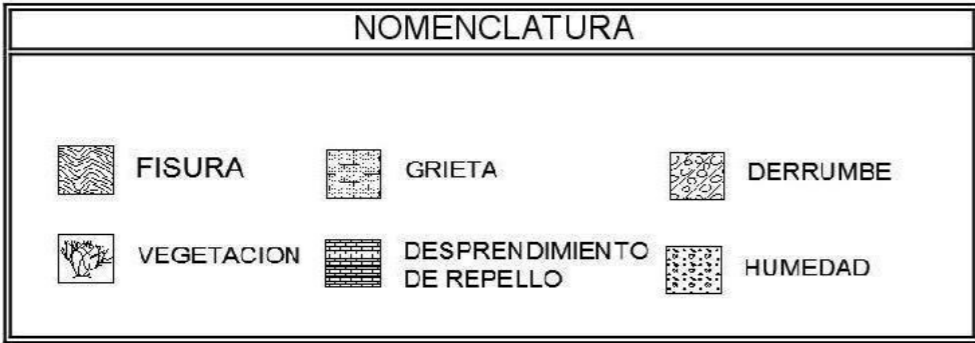 NOMENCLATURA
FISURA
GRIETA
DERRUMBE
VEGETACION
DESPRENDIMIENTO
DE REPELLO
HUMEDAD